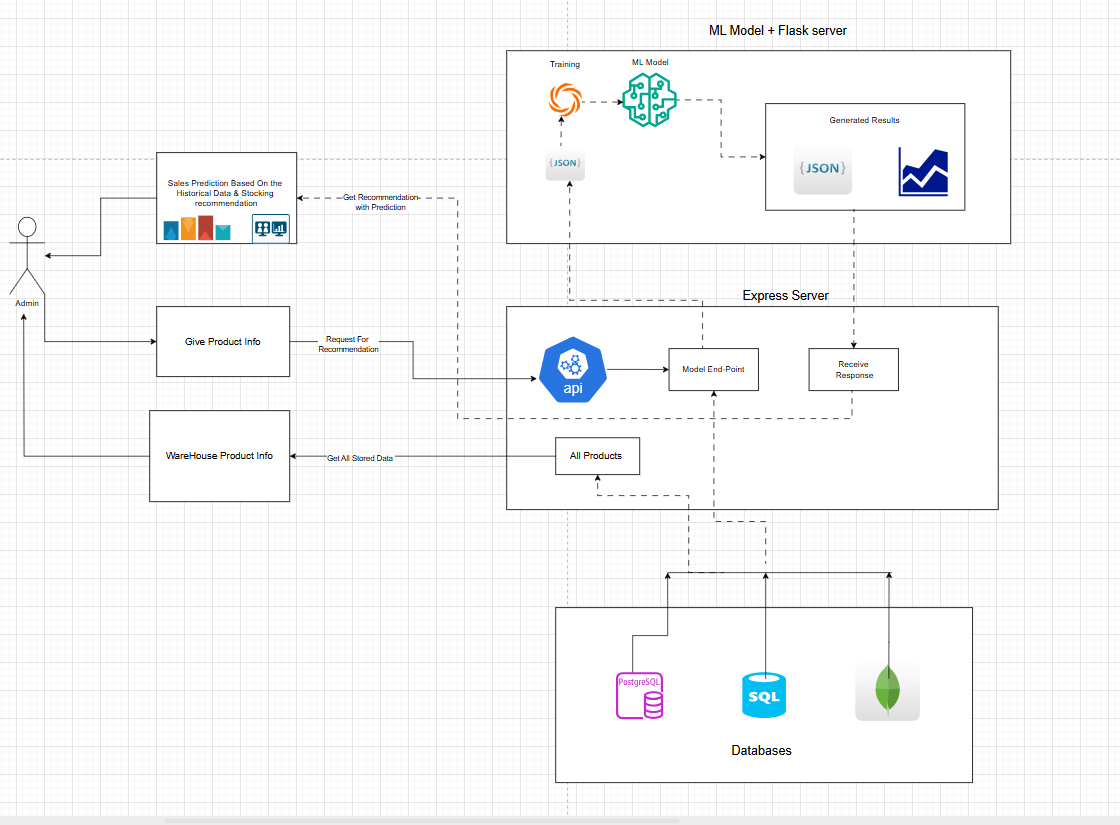 ML Model + Flask server
Training
ML Model
Generated Results
{JSON}
{JSON}
Sales Prediction Based On the
Historical Data & Stocking
recommendation
Get Recommendation
with Prediction
Admin
Express Server
Give Product Info
Request For
Recommendation
api
Model End-Point
Receive
Response
WareHouse Product Info
Get All Stored Data
All Products
PostgreSQL
SQL
Databases